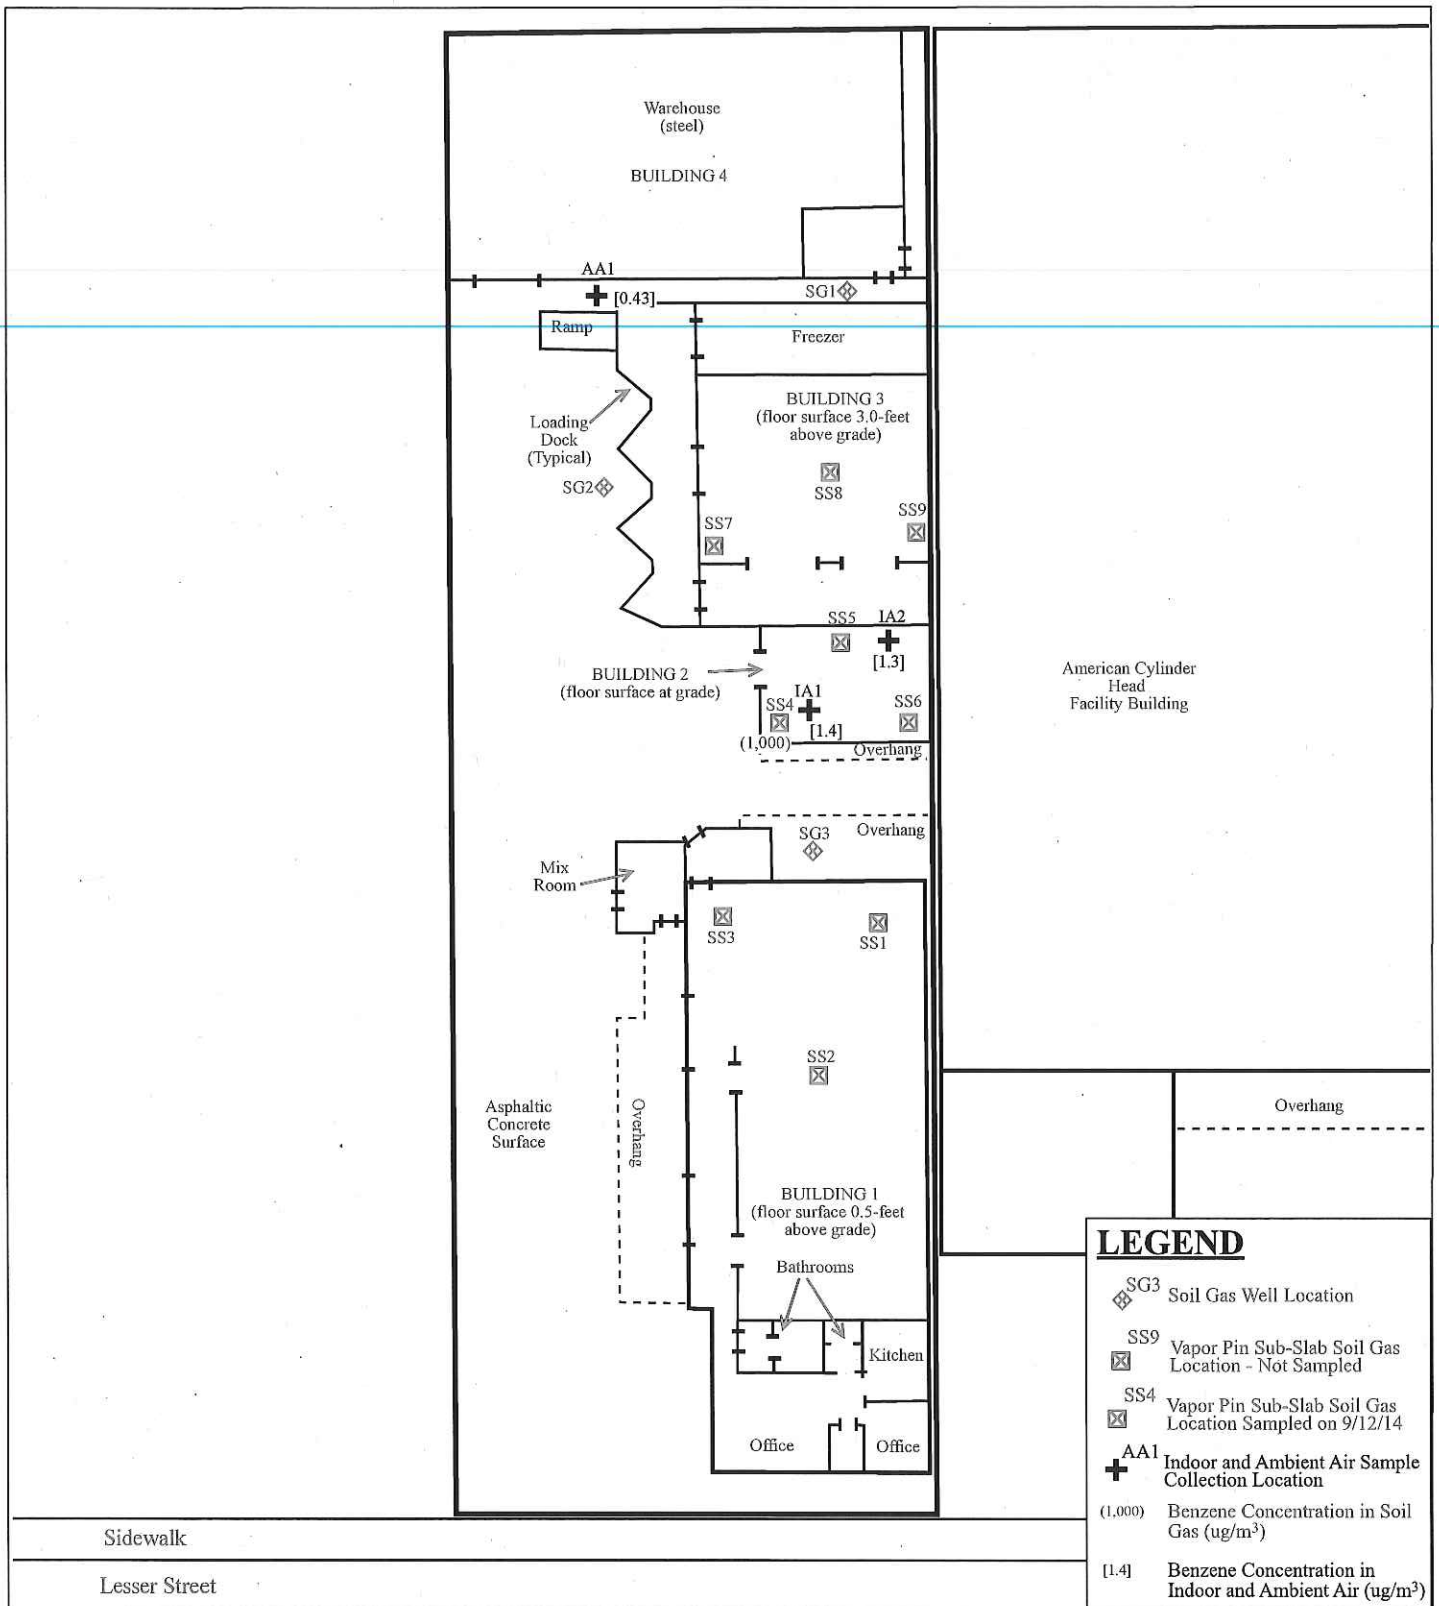 Warehouse
(steel)
BUILDING 4
AA1
[0.43]
SG1
Ramp
Freezer
BUILDING 3
(floor surface 3.0-feet
above grade)
Loading
Dock
(Typical)
SG2
SS8
SS9
SS7
SS5
IA2
[1.3]
BUILDING 2
(floor surface at grade)
IA1
SS4
SS6
[1.4]
(1,000)
Overhang
American Cylinder
Head
Facility Building
Overhang
SG3
Mix
Room
SS3
SS1
SS2
Asphaltic
Concrete
Surface
Overhang
Overhang
BUILDING 1
(floor surface 0.5-feet
above grade)
Bathrooms
Kitchen
Office
Office
Sidewalk
Lesser Street
LEGEND
SG3
Soil Gas Well Location
SS9
Vapor Pin Sub-Slab Soil Gas
Location - Not Sampled
SS4
Vapor Pin Sub-Slab Soil Gas
Location Sampled on 9/12/14
AA1
Indoor and Ambient Air Sample
Collection Location
(1,000)
Benzene Concentration in Soil
Gas (ug/m³)
[1.4]
Benzene Concentration in
Indoor and Ambient Air (ug/m³)